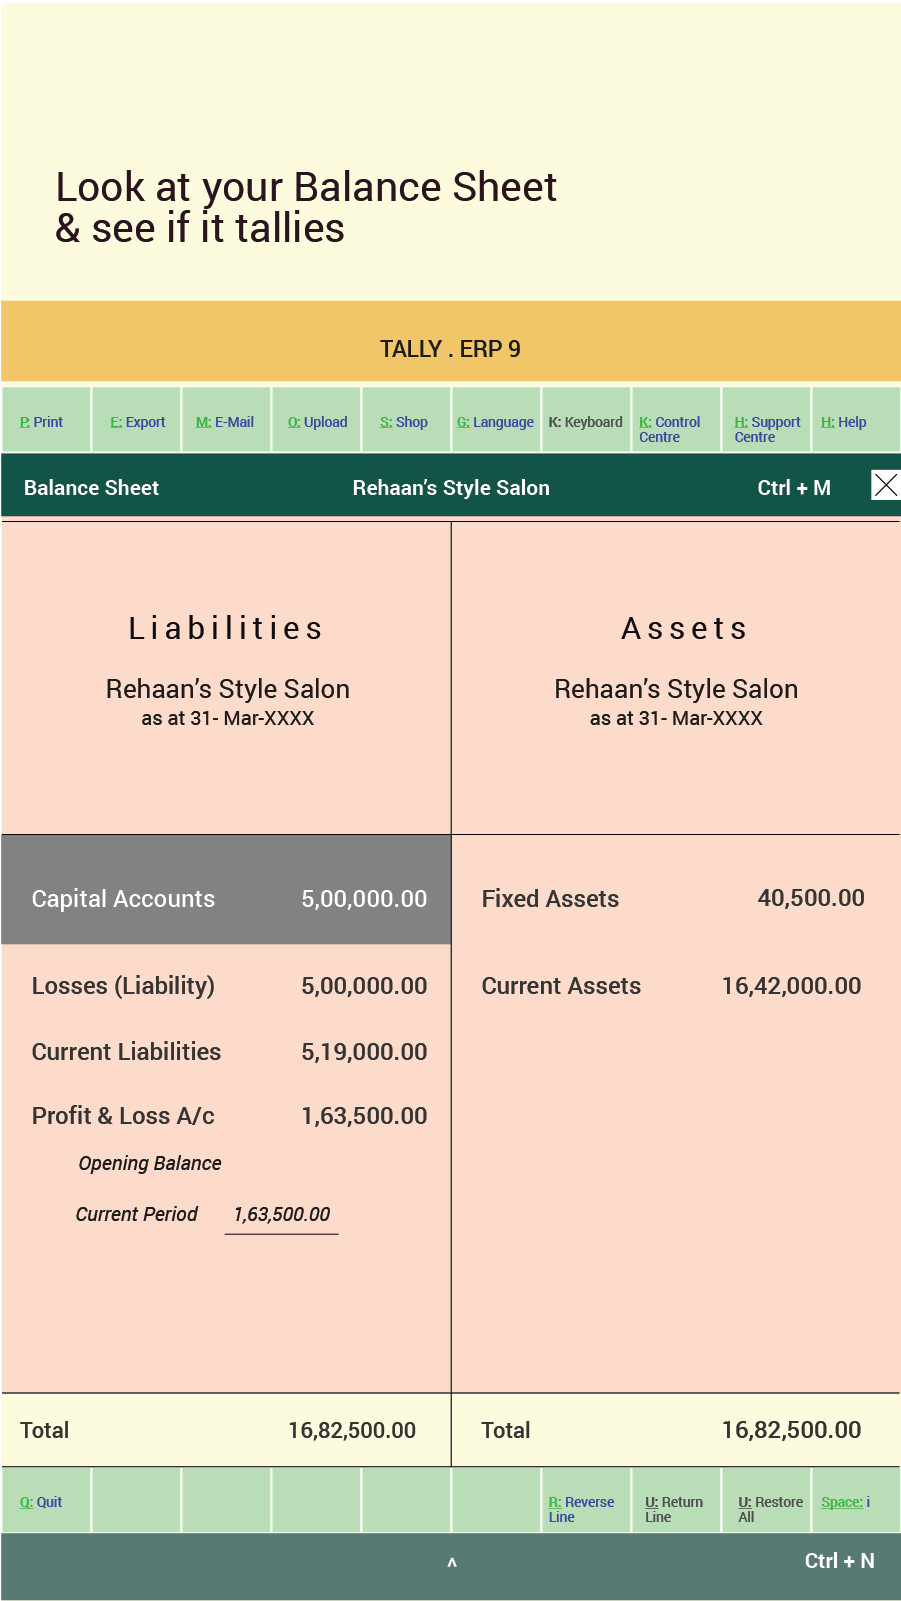 Look at your Balance Sheet
& see if it tallies
TALLY . ERP 9
P: Print
E: Export
M: E-Mail
O: Upload
S: Shop
G: Language
K: Keyboard
K: Control
Centre
H: Support
Centre
H: Help
Balance Sheet Rehaan’s Style Salon Ctrl + M
Liabilities
Rehaan’s Style Salon
as at 31- Mar-XXXX
Assets
Rehaan’s Style Salon
as at 31- Mar-XXXX
Capital Accounts 5,00,000.00
Losses (Liability) 5,00,000.00
Current Liabilities 5,19,000.00
Profit & Loss A/c 1,63,500.00
Opening Balance
Current Period 1,63,500.00
Fixed Assets 40,500.00
Current Assets 16,42,000.00
Total 16,82,500.00
Total 16,82,500.00
Q: Quit
R: Reverse
Line
U: Return
Line
U: Restore
All
Space: i
^ Ctrl + N